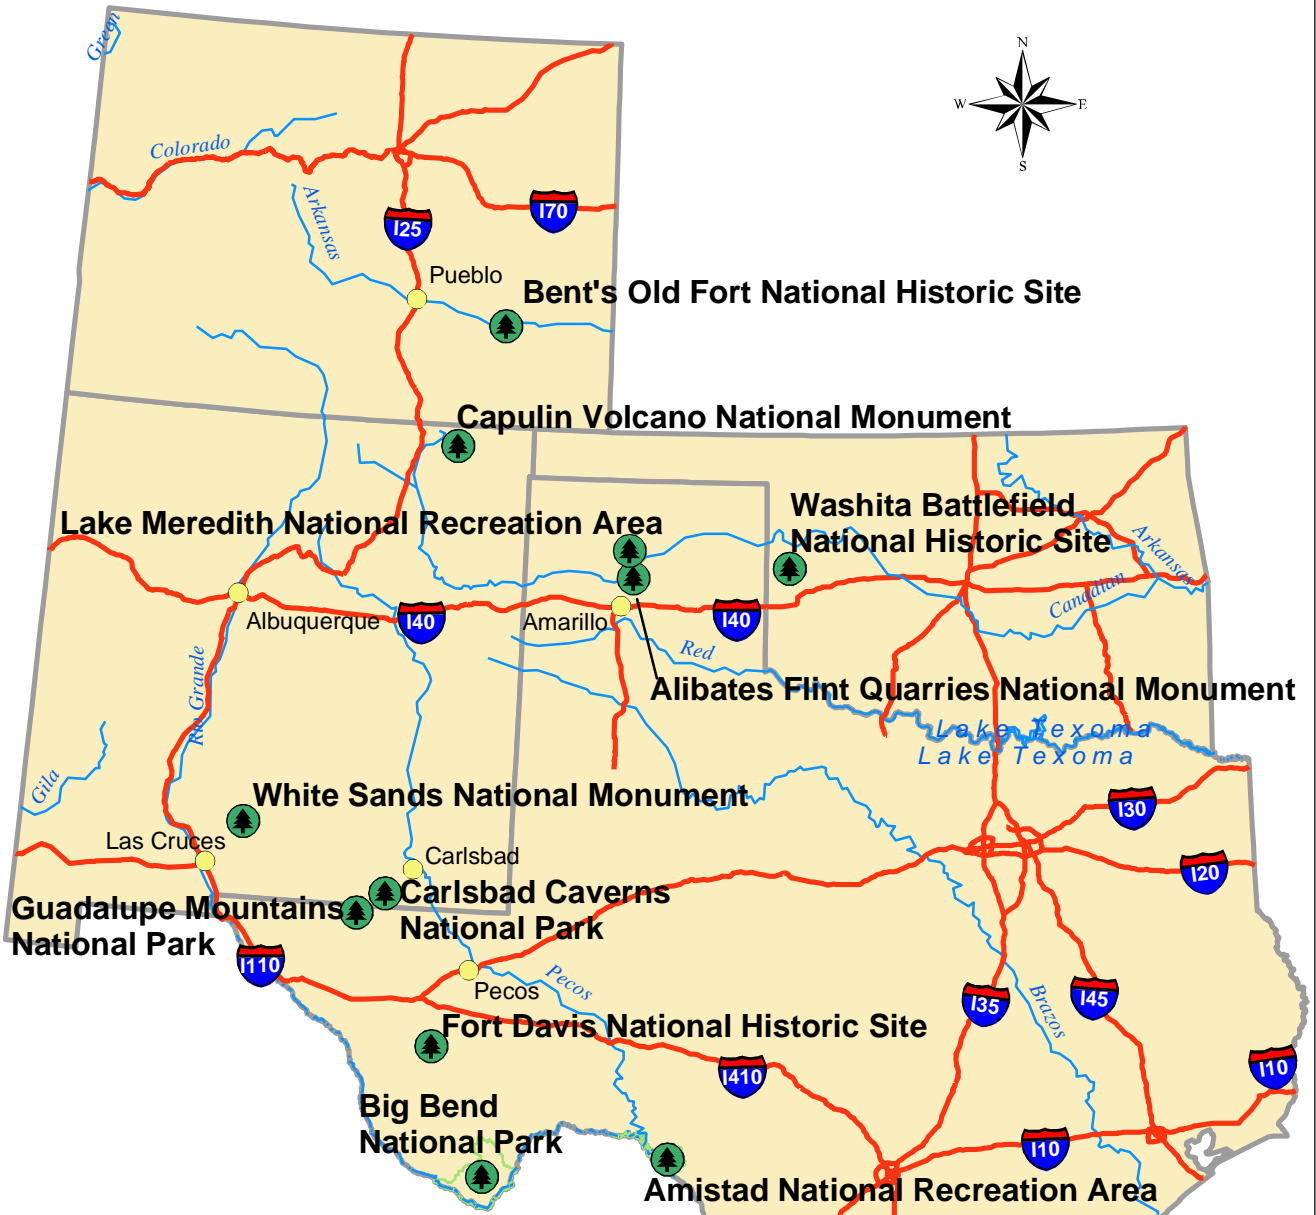 Green
N
W
E
S
Colorado
Arkansas
I70
I25
Pueblo
Bent's Old Fort National Historic Site
Capulin Volcano National Monument
Washita Battlefield
National Historic Site
Lake Meredith National Recreation Area
Arkansas
Canadian
Albuquerque
I40
Amarillo
I40
Red
Rio Grande
Alibates Flint Quarries National Monument
Lake Texoma
Lake Texoma
Gila
White Sands National Monument
I30
Las Cruces
Carlsbad
I20
Carlsbad Caverns
National Park
Guadalupe Mountains
National Park
I110
Pecos
Pecos
I35
Brazos
I45
Fort Davis National Historic Site
I410
I10
Big Bend
National Park
I10
Amistad National Recreation Area